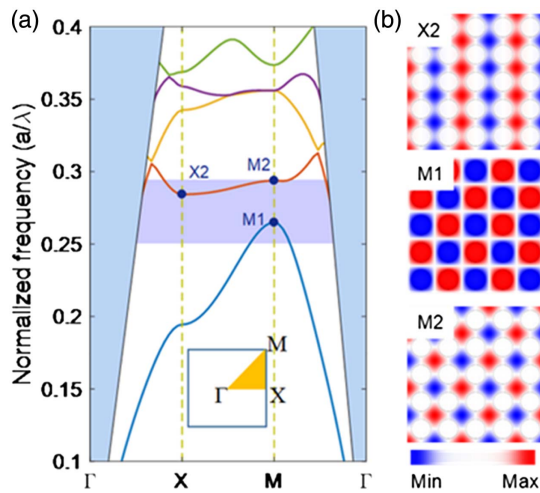 (a)
Normalized frequency (a/λ)
0.4
0.35
0.3
0.25
0.2
0.15
0.1
X2
M2
M1
M
Γ
X
Γ
X
M
Γ
(b)
X2
M1
M2
Min
Max